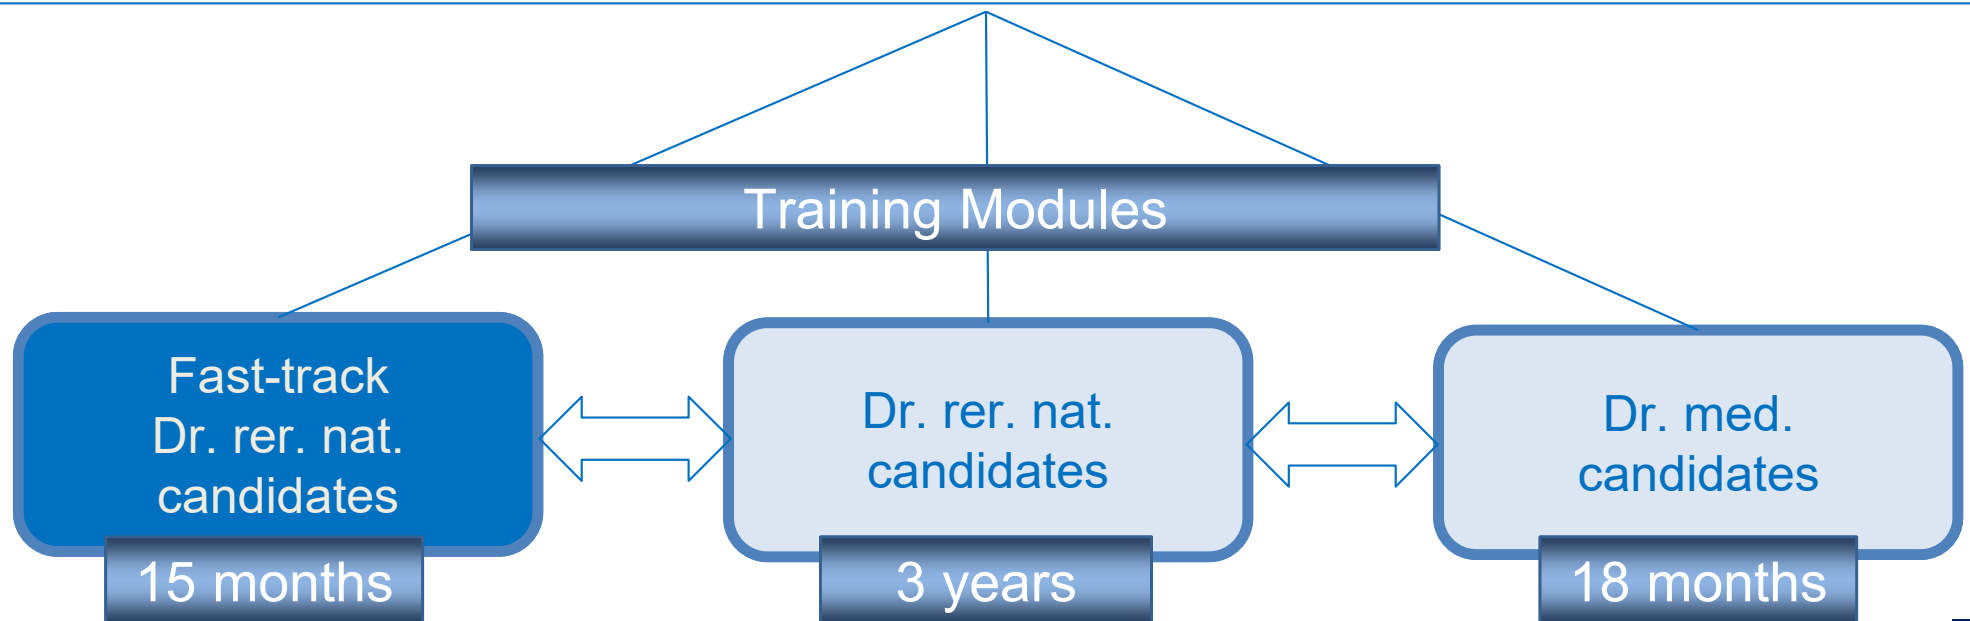 Training Modules
Fast-track
Dr. rer. nat.
candidates
15 months
Dr. rer. nat.
candidates
3 years
Dr. med.
candidates
18 months